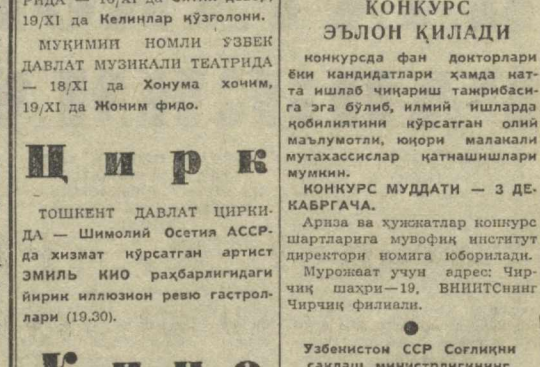 19/XI да Келинлар қўзғолони.
МУҚИМИЙ НОМЛИ ЎЗБЕК
ДАВЛАТ МУЗИКАЛИ ТЕАТРИДА
— 18/XI да Хонума хоним,
19/XI да Жоним фидо.
Цирк
ТОШКЕНТ ДАВЛАТ ЦИРКИ-
ДА — Шимолий Осетия АССР-
да хизмат кўрсатган артист
ЭМИЛЬ КИО раҳбарлигидаги
йирик иллюзион ревю гастрол-
лари (19.30).
Кино
КОНКУРС
ЭЪЛОН ҚИЛАДИ
конкурсда фан докторлари
ёки кандидатлари ҳамда кат-
та ишлаб чиқариш тажрибаси-
га эга бўлиб, илмий ишларда
қобилиятини кўрсатган олий
маълумотли, юқори малакали
мутахассислар қатнашишлари
мумкин.
КОНКУРС МУДДАТИ — 3 ДЕ-
КАБРГАЧА.
Ариза ва ҳужжатлар конкурс
шартларига мувофиқ институт
директори номига юборилади.
Мурожаат учун адрес: Чир-
чиқ шаҳри—19, ВНИИТСнинг
Чирчиқ филиали.
Ўзбекистон ССР Соғлиқни
сақлаш министрлигининг